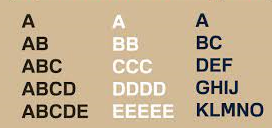 A
AB
ABC
ABCD
ABCDE
A
BB
CCC
DDDD
EEEEE
A
BC
DEF
GHIJ
KLMNO